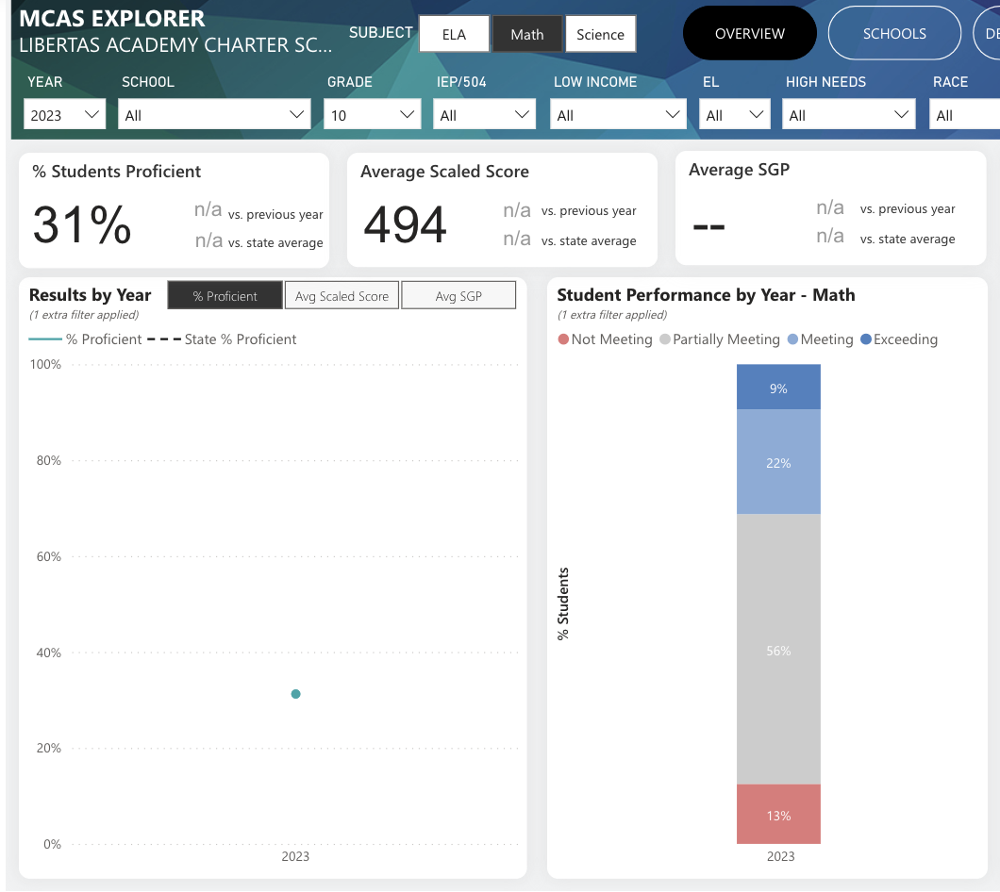 MCAS EXPLORER
LIBERTAS ACADEMY CHARTER SC...
SUBJECT ELA Math Science
OVERVIEW SCHOOLS DE
YEAR SCHOOL GRADE IEP/504 LOW INCOME EL HIGH NEEDS RACE
2023 All 10 All All All All All
% Students Proficient
31%
n/a vs. previous year
n/a vs. state average
Average Scaled Score
494
n/a vs. previous year
n/a vs. state average
Average SGP
--
n/a vs. previous year
n/a vs. state average
Results by Year % Proficient Avg Scaled Score Avg SGP
(1 extra filter applied)
% Proficient State % Proficient
100%
80%
60%
40%
20%
0%
2023
Student Performance by Year - Math
(1 extra filter applied)
Not Meeting Partially Meeting Meeting Exceeding
% Students
9%
22%
56%
13%
2023